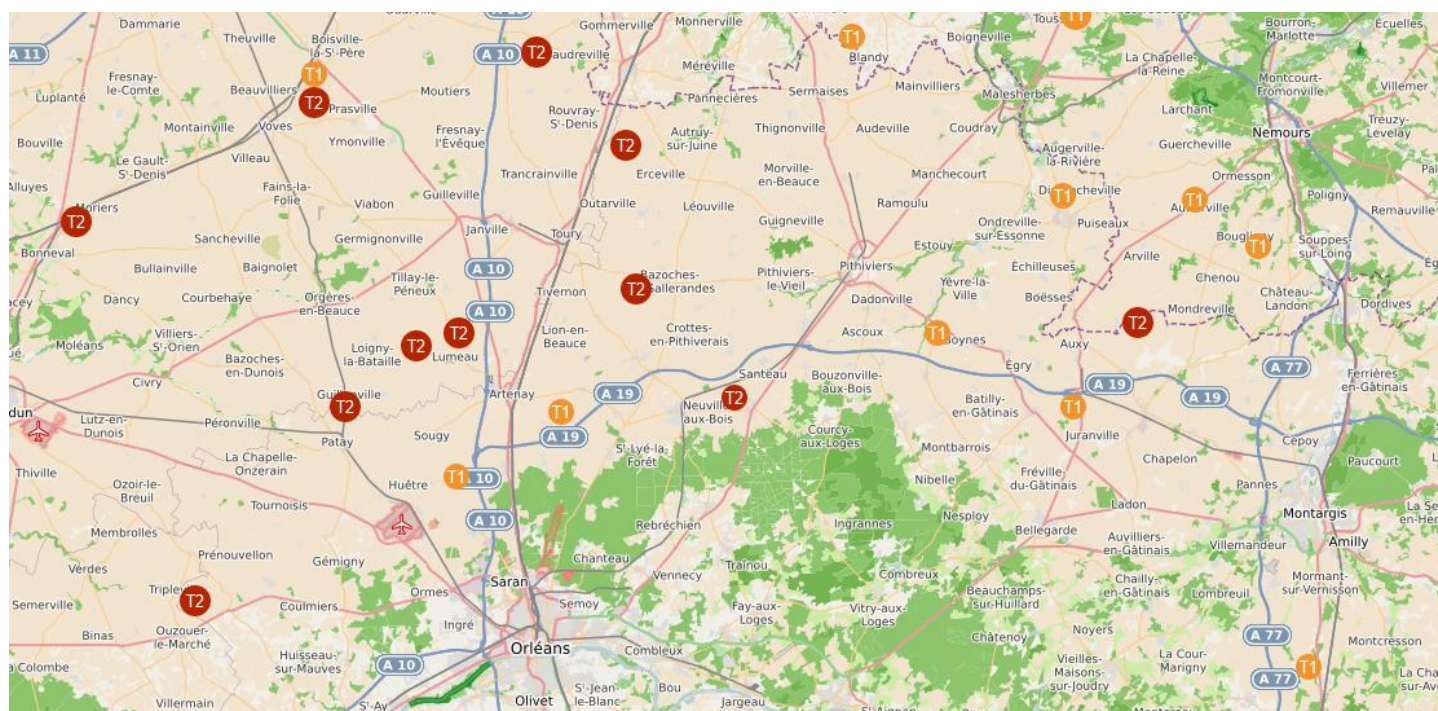 Dammarie
Gommerville
Monnerville
T1
T1
Bourron-
Marlotte
Écuelles
Theuville
Boisville-
la-St-Père
A 11
A 10
T2
Blandy
Boigneville
La Chapelle-
la-Reine
Méréville
Montcourt-
Fromonville
Villemer
Fresnay-
le-Comte
T1
Luplanté
Beauvilliers
T2
Prasville
Moutiers
Rouvray-
St-Denis
Pannecières
Sermaises
Mainvilliers
Malesherbes
Larchant
Montainville
Voves
Fresnay-
l'Évêque
Autruy-
sur-Juine
Thignonville
Audeville
Coudray
Nemours
Treuzy-
Levelay
Bouville
Ymonville
T2
Augerville-
la-Rivière
Guercheville
Le Gault-
St-Denis
Villeau
Trancrainville
Erceville
Morville-
en-Beauce
Manchecourt
Ormesson
Alluyes
Fains-la-
Folie
Guilleville
T1
T1
Poligny
Viabon
Outarville
Léouville
Guigneville
Ramoulu
Puiseaux
Remauville
T2
Moriers
Janville
Ondreville-
sur-Essonne
Bonneval
Sancheville
Germignonville
Toury
Estouy
T1
Souppes-
sur-Loing
Bullainville
Baignolet
Tillay-le-
Péneux
A 10
Bazoches-
T2
Pithiviers-
le-Vieil
Pithiviers
Échilleuses
Arville
Chenou
Dancy
Courbehaye
Orgères-
en-Beauce
Tivernon
Dadonville
Yèvre-la-
Ville
Boësses
Mondreville
Château-
Landon
Dordives
A 10
T2
Moléans
Villiers-
St-Orien
Loigny-
la-Bataille
T2
T2
Lumeau
Lion-en-
Beauce
Crottes-
en-Pithiverais
Ascoux
T1
Boynes
Auxy
Bazoches-
en-Dunois
Santeau
Bouzonville-
aux-Bois
Égry
A 77
Ferrières-
en-Gâtinais
Civry
Artenay
A 19
A 19
A 19
T2
T2
Neuville-
aux-Bois
Batilly-
en-Gâtinais
T1
T1
Lutz-en-
Dunois
Péronville
Patay
Sougy
A 19
Courcy-
aux-Loges
Montbarrois
Juranville
Cepoy
La Chapelle-
Onzerain
St-Lyé-la-
Forêt
Chapelon
Paucourt
Thiville
T1
A 10
Huêtre
Nibelle
Fréville-
du-Gâtinais
Pannes
Ozoir-le-
Breuil
Tournoisis
Ladon
Montargis
A 10
Rebréchien
Ingrannes
Nesploy
Bellegarde
Membrolles
Prénouvellon
Gémigny
Chanteau
Auvilliers-
en-Gâtinais
Villemandeur
Amilly
Verdes
Saran
Vennecy
Traînou
Combreux
Beauchamps-
sur-Huillard
Chailly-
en-Gâtinais
Lombreuil
Mormant-
sur-Vernisson
T2
Semerville
Coulmiers
Ormes
Semoy
Fay-aux-
Loges
Vitry-aux-
Loges
Binas
Ouzouer-
le-Marché
Ingré
Orléans
Combleux
Châtenoy
Noyers
A 77
Montcresson
Huisseau-
sur-Mauves
A 10
La Cour-
Marigny
T1
A 77
Vieilles-
Maisons-
sur-Joudry
Villermain
St-Ay
Olivet
St-Jean-
le-Blanc
Bou
Jargeau